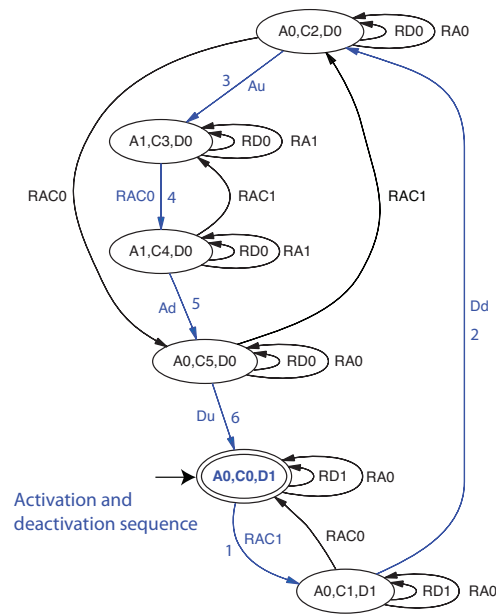 A0,C2,D0
RD0
RA0
3
Au
A1,C3,D0
RD0
RA1
RAC0
RAC0
4
RAC1
RAC1
A1,C4,D0
RD0
RA1
Ad
5
Dd
2
A0,C5,D0
RD0
RA0
Du
6
A0,C0,D1
RD1
RA0
Activation and
deactivation sequence
RAC1
1
RAC0
A0,C1,D1
RD1
RA0